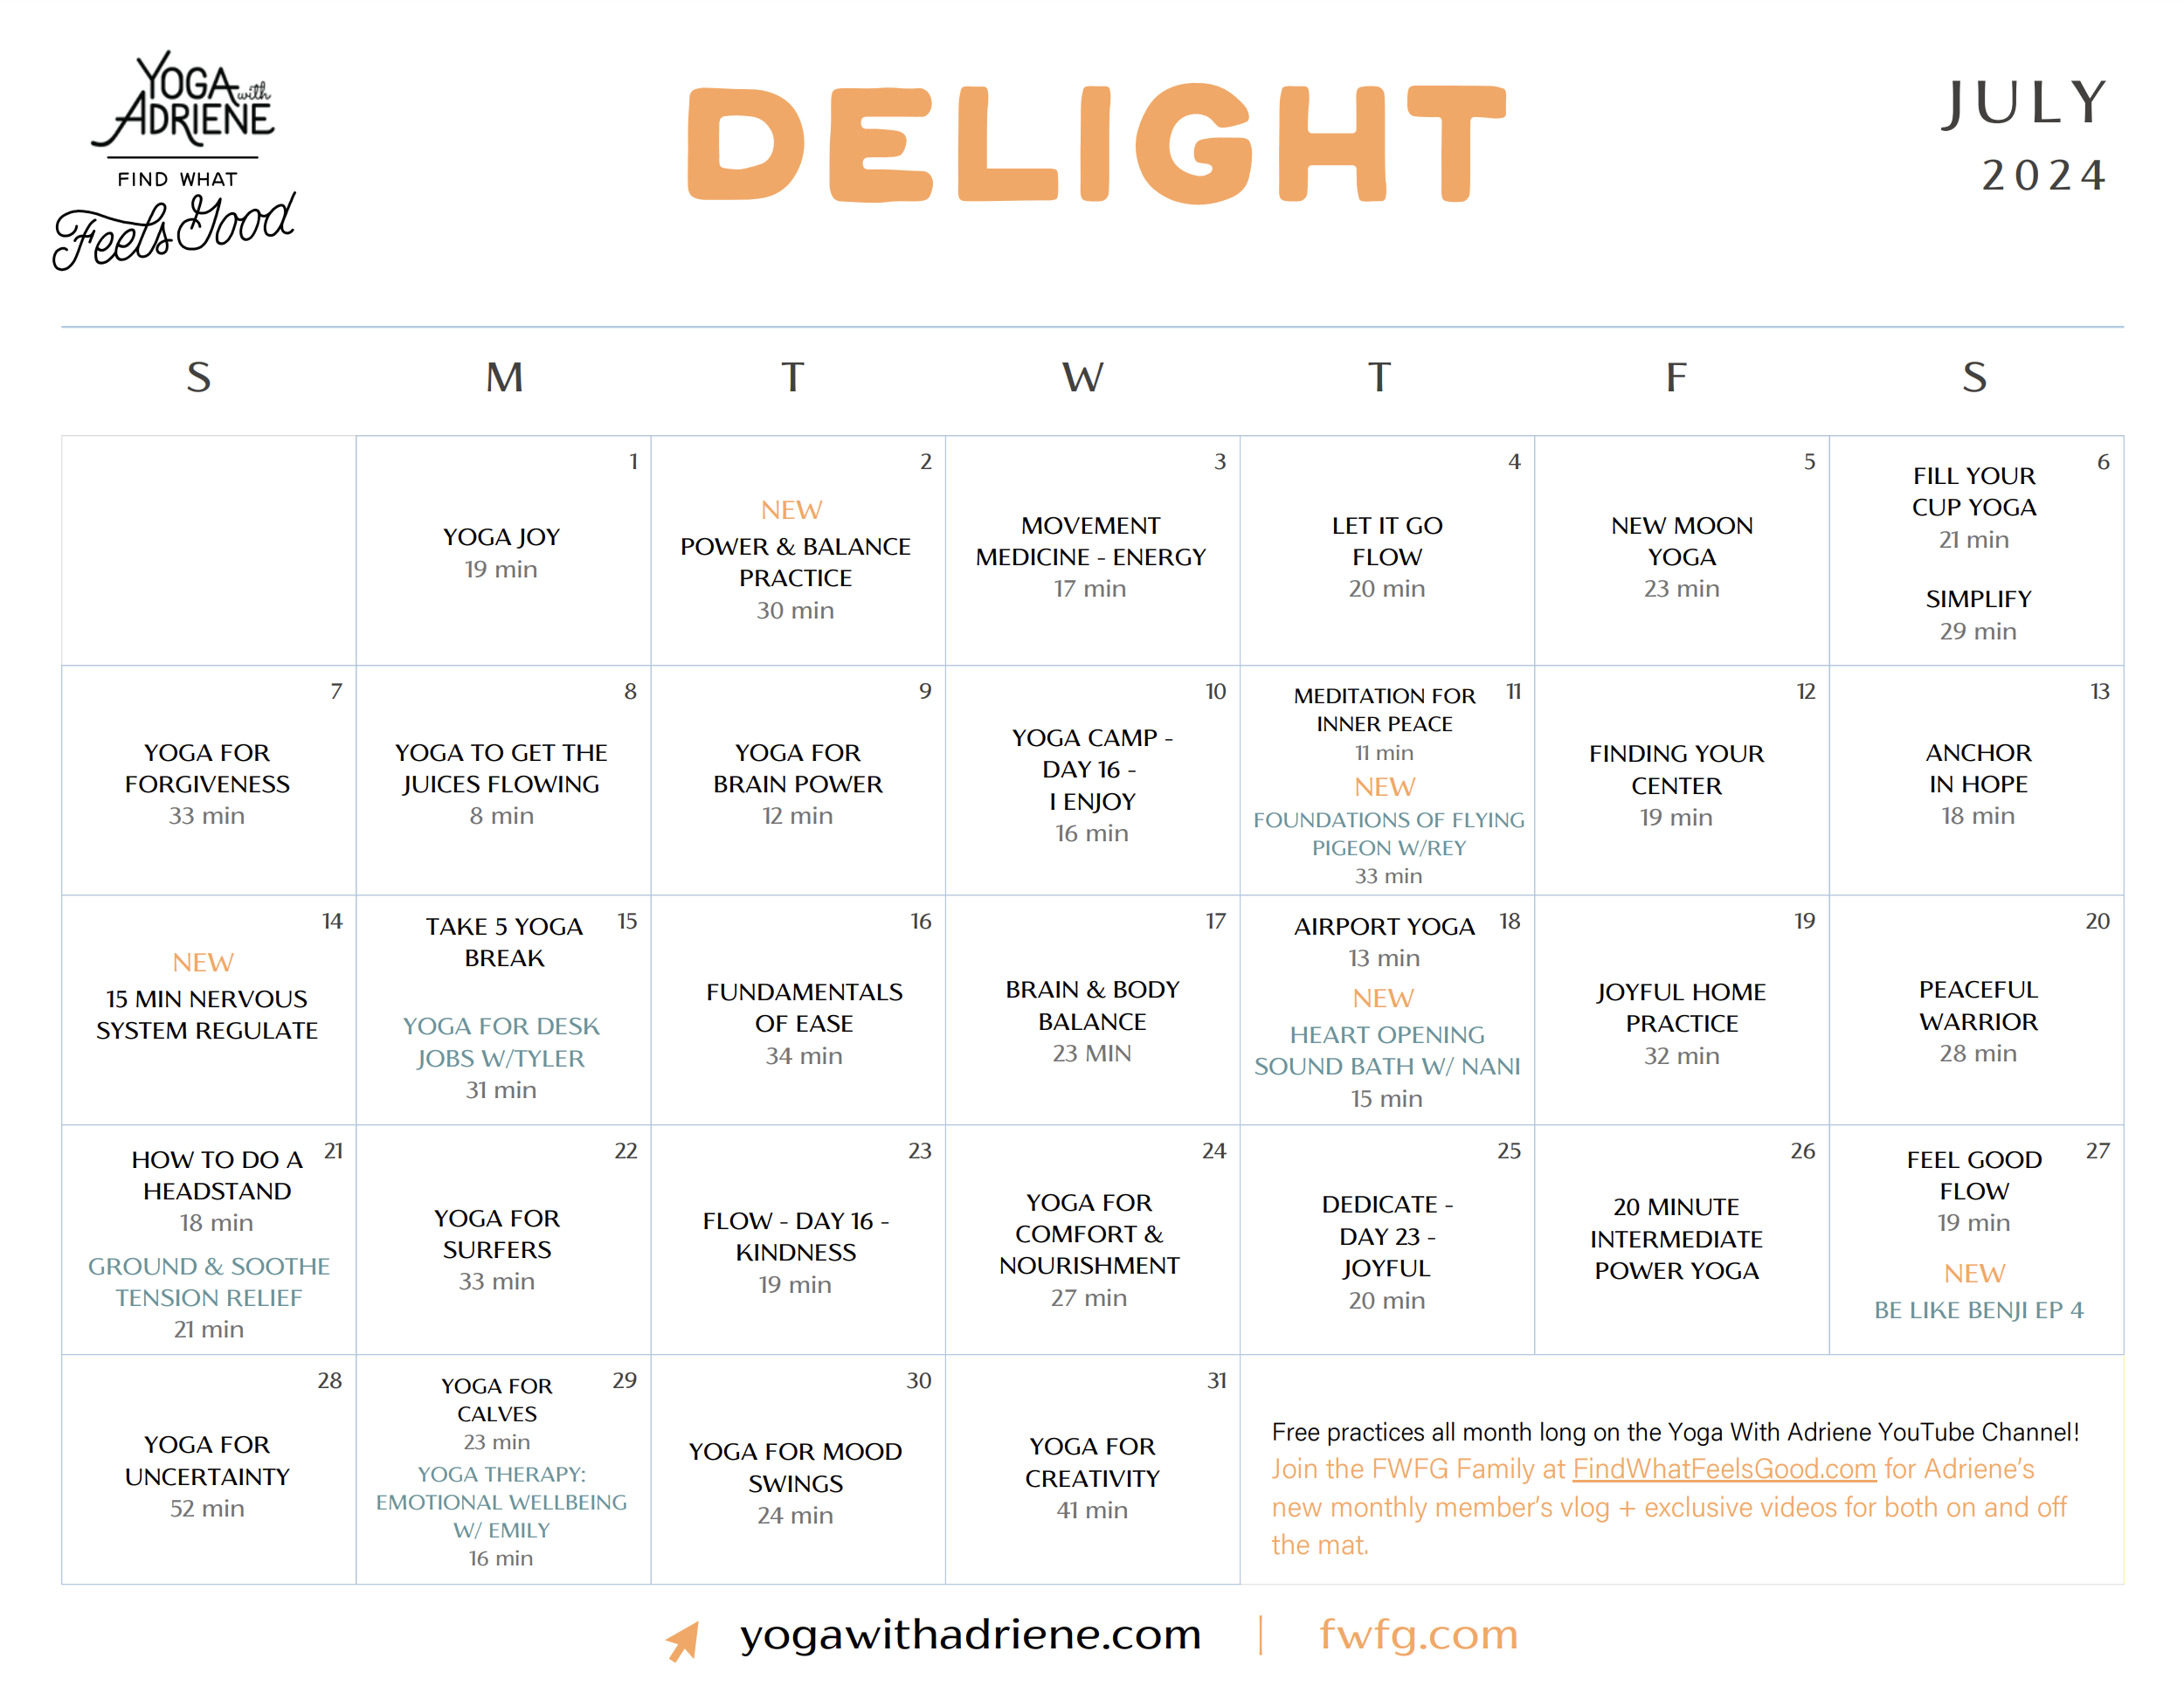 YOGA with
ADRIENE
FIND WHAT
Feels Good
DELIGHT
JULY
2024
S M T W T F S
1
YOGA JOY
19 min
2
NEW
POWER & BALANCE
PRACTICE
30 min
3
MOVEMENT
MEDICINE - ENERGY
17 min
4
LET IT GO
FLOW
20 min
5
NEW MOON
YOGA
23 min
6
FILL YOUR
CUP YOGA
21 min
SIMPLIFY
29 min
7
YOGA FOR
FORGIVENESS
33 min
8
YOGA TO GET THE
JUICES FLOWING
8 min
9
YOGA FOR
BRAIN POWER
12 min
10
YOGA CAMP -
DAY 16 -
I ENJOY
16 min
11
MEDITATION FOR
INNER PEACE
11 min
NEW
FOUNDATIONS OF FLYING
PIGEON W/REY
33 min
12
FINDING YOUR
CENTER
19 min
13
ANCHOR
IN HOPE
18 min
14
NEW
15 MIN NERVOUS
SYSTEM REGULATE
15
TAKE 5 YOGA
BREAK
YOGA FOR DESK
JOBS W/TYLER
31 min
16
FUNDAMENTALS
OF EASE
34 min
17
BRAIN & BODY
BALANCE
23 MIN
18
AIRPORT YOGA
13 min
NEW
HEART OPENING
SOUND BATH W/ NANI
15 min
19
JOYFUL HOME
PRACTICE
32 min
20
PEACEFUL
WARRIOR
28 min
21
HOW TO DO A
HEADSTAND
18 min
GROUND & SOOTHE
TENSION RELIEF
21 min
22
YOGA FOR
SURFERS
33 min
23
FLOW - DAY 16 -
KINDNESS
19 min
24
YOGA FOR
COMFORT &
NOURISHMENT
27 min
25
DEDICATE -
DAY 23 -
JOYFUL
20 min
26
20 MINUTE
INTERMEDIATE
POWER YOGA
27
FEEL GOOD
FLOW
19 min
NEW
BE LIKE BENJI EP 4
28
YOGA FOR
UNCERTAINTY
52 min
29
YOGA FOR
CALVES
23 min
YOGA THERAPY:
EMOTIONAL WELLBEING
W/ EMILY
16 min
30
YOGA FOR MOOD
SWINGS
24 min
31
YOGA FOR
CREATIVITY
41 min
Free practices all month long on the Yoga With Adriene YouTube Channel!
Join the FWFG Family at FindWhatFeelsGood.com for Adriene's
new monthly member's vlog + exclusive videos for both on and off
the mat.
yogawithadriene.com | fwfg.com